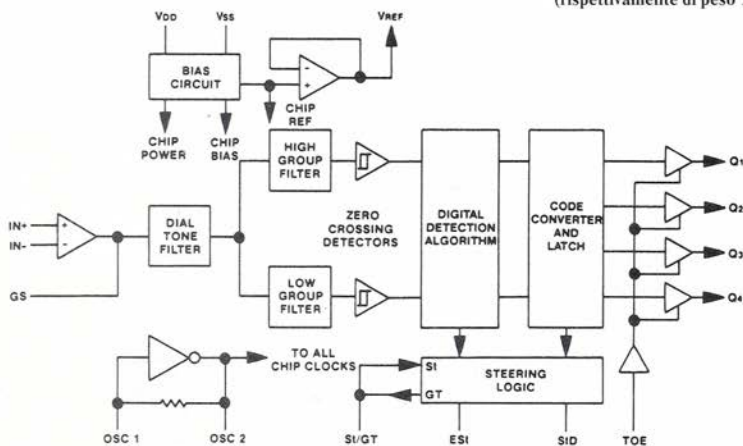 (rispettivamente di peso
VDD
VSS
VREF
BIAS
CIRCUIT
-
+
CHIP
REF
CHIP
POWER
CHIP
BIAS
HIGH
GROUP
FILTER
Q1
IN+
IN-
+
-
DIAL
TONE
FILTER
ZERO
CROSSING
DETECTORS
DIGITAL
DETECTION
ALGORITHM
CODE
CONVERTER
AND
LATCH
Q2
Q3
GS
LOW
GROUP
FILTER
Q4
TO ALL
CHIP CLOCKS
St
GT
STEERING
LOGIC
OSC 1
OSC 2
St/GT
ESt
StD
TOE